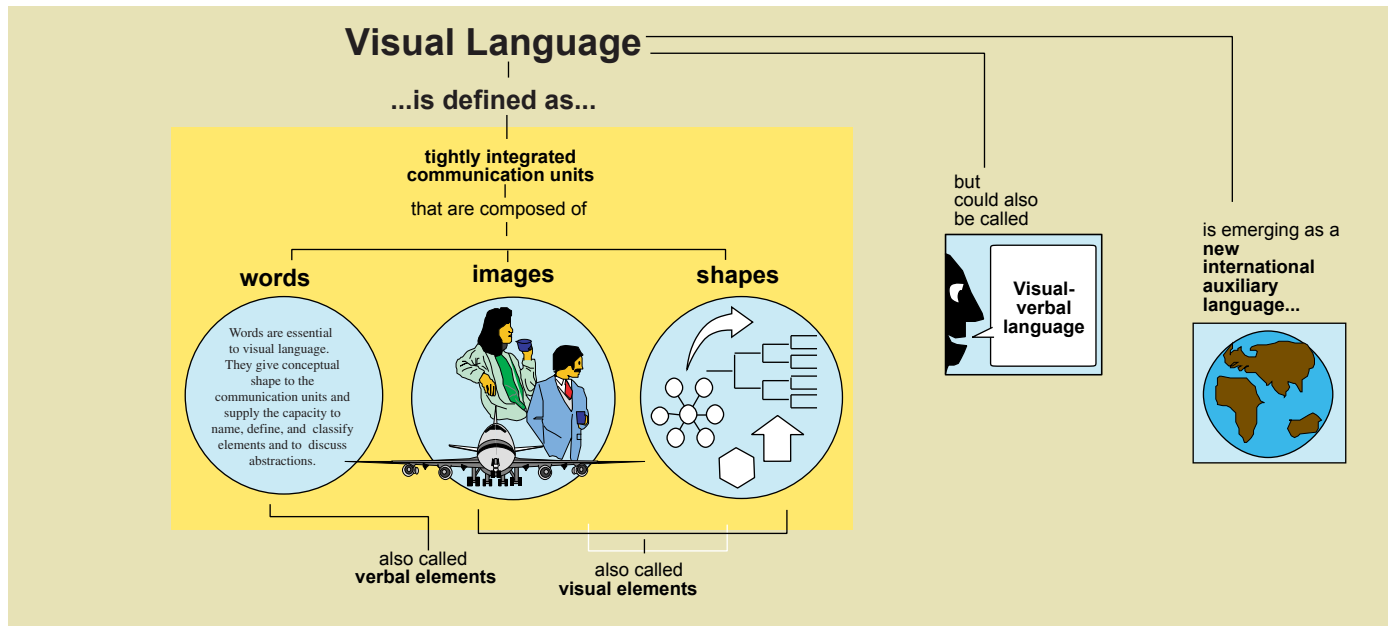 Visual Language
...is defined as...
tightly integrated
communication units
that are composed of
words
images
shapes
Words are essential
to visual language.
They give conceptual
shape to the
communication units and
supply the capacity to
name, define, and classify
elements and to discuss
abstractions.
also called
verbal elements
also called
visual elements
but
could also
be called
Visual-
verbal
language
is emerging as a
new
international
auxiliary
language...